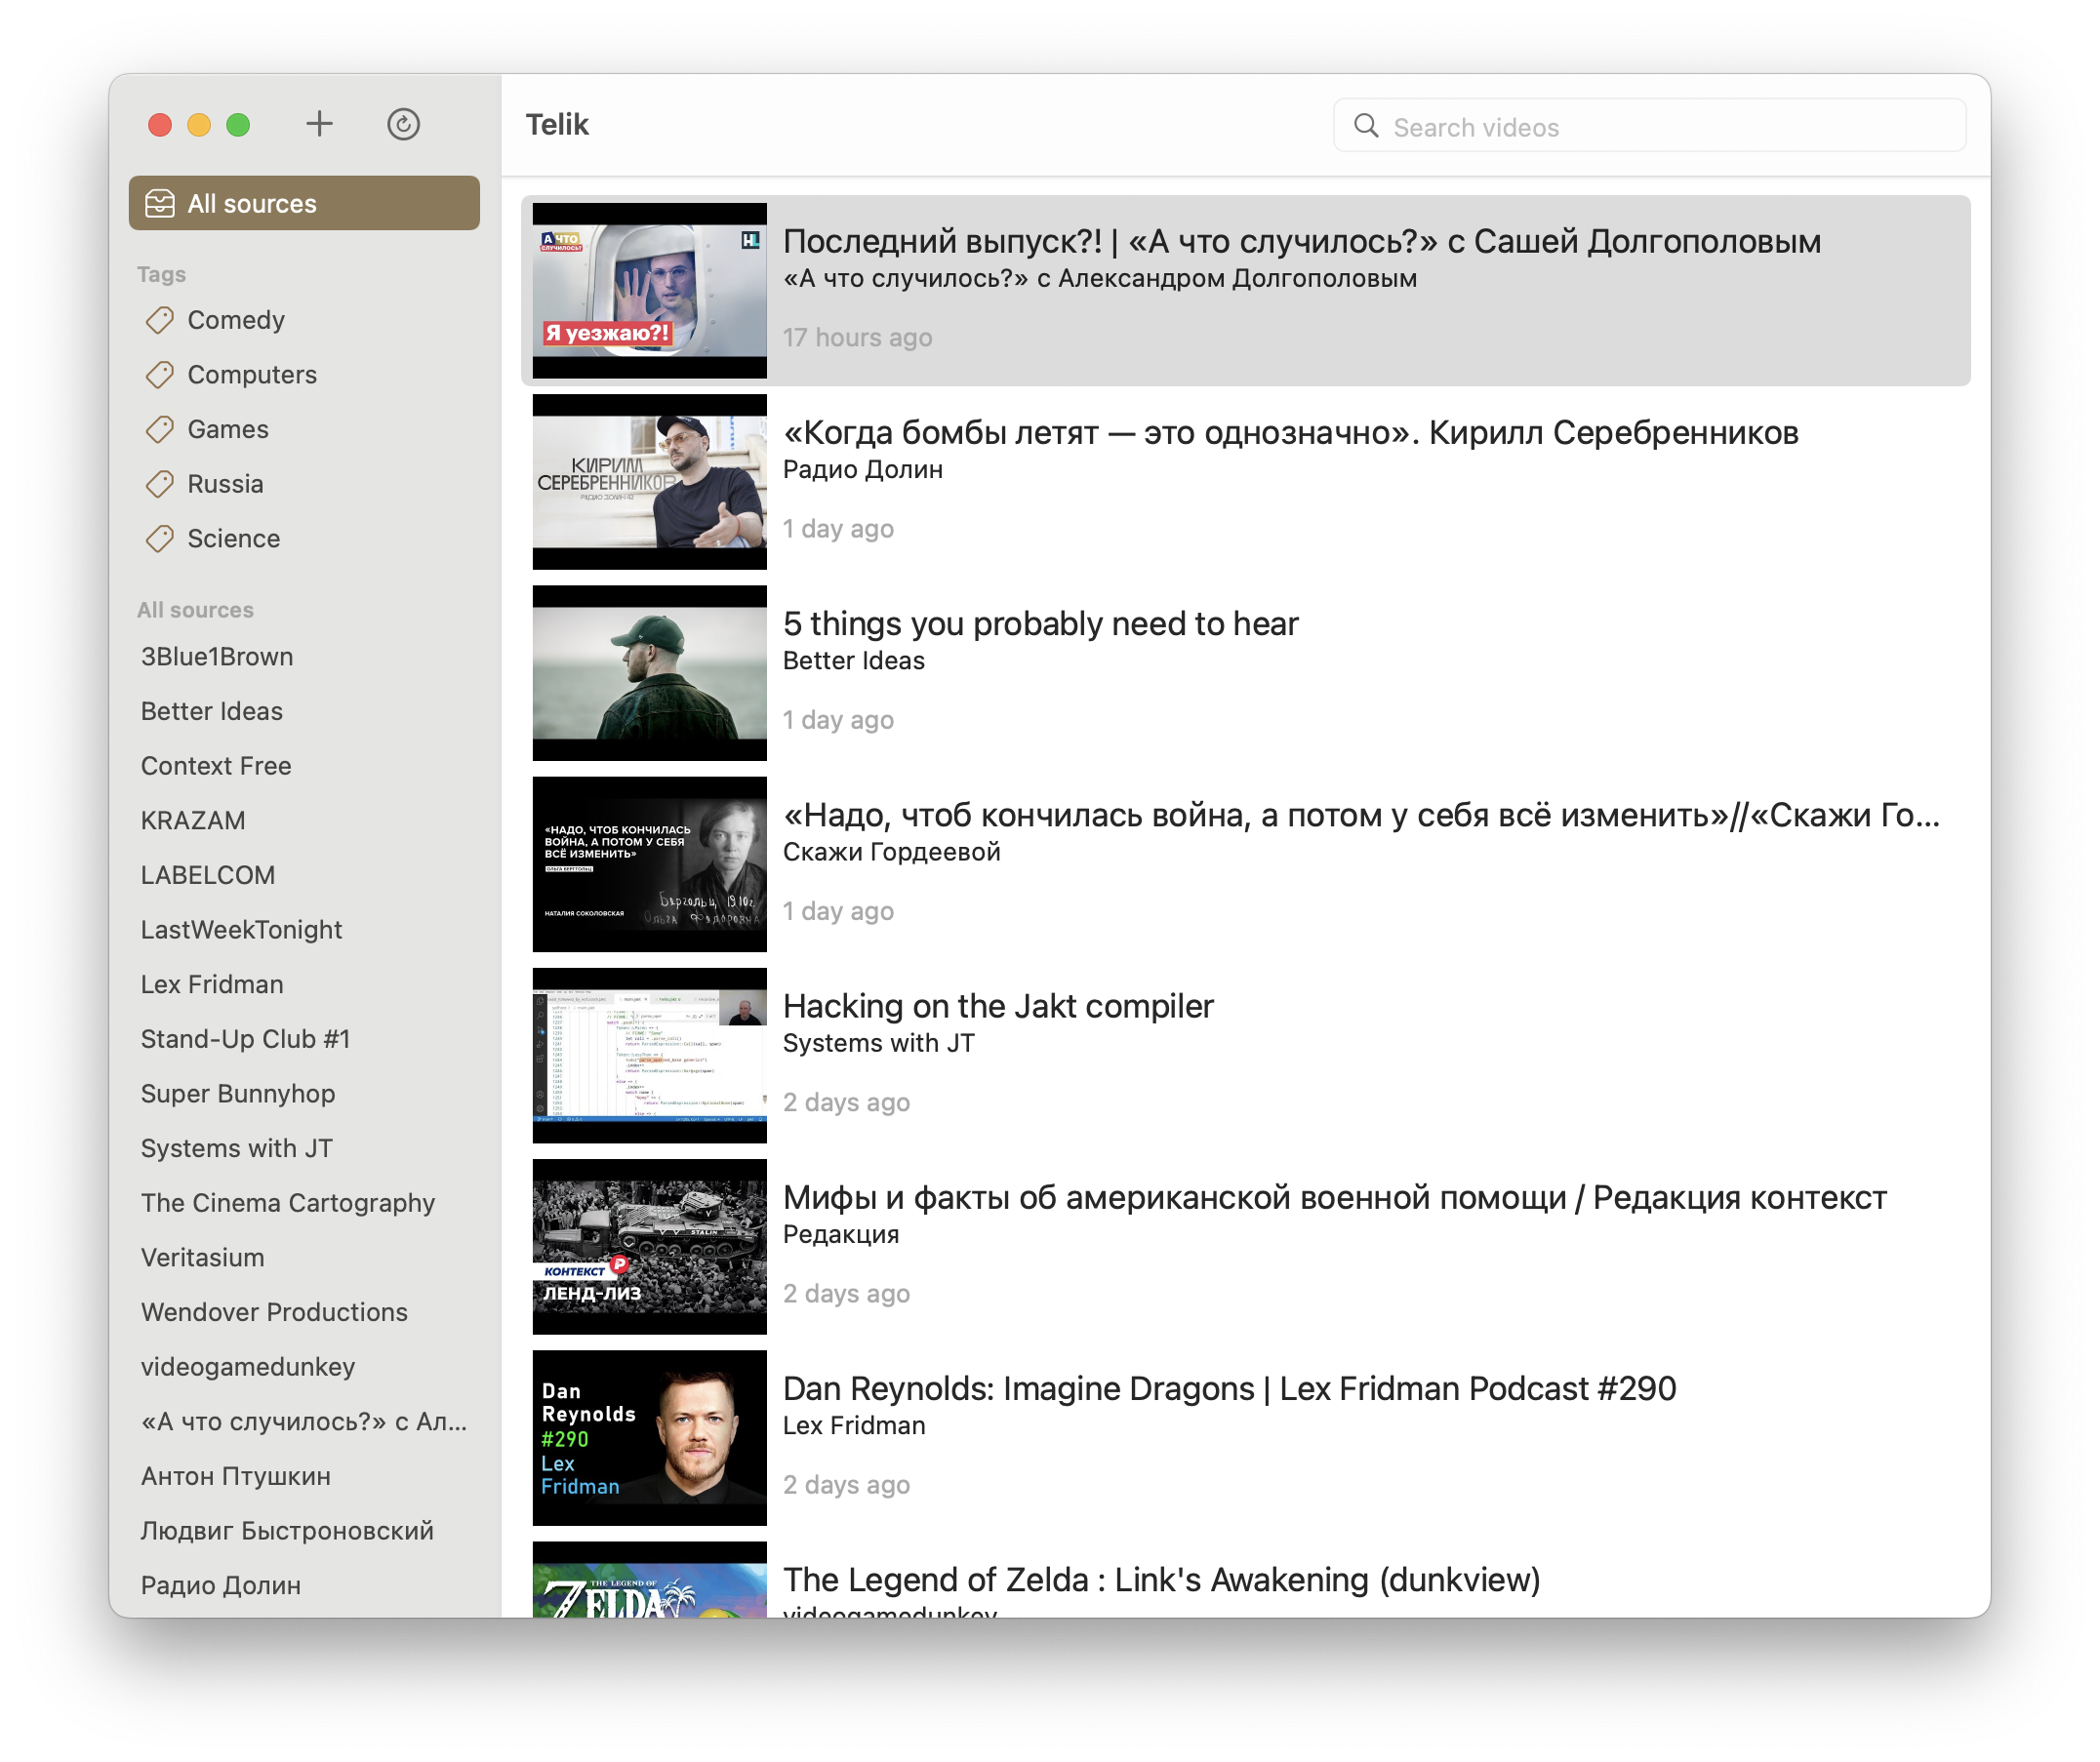 Telik
Search videos
All sources
Tags
Comedy
Computers
Games
Russia
Science
All sources
3Blue1Brown
Better Ideas
Context Free
KRAZAM
LABELCOM
LastWeekTonight
Lex Fridman
Stand-Up Club #1
Super Bunnyhop
Systems with JT
The Cinema Cartography
Veritasium
Wendover Productions
videogamedunkey
«А что случилось?» с Ал...
Антон Птушкин
Людвиг Быстроновский
Радио Долин
А ЧТО
СЛУЧИЛОСЬ?
Я уезжаю?!
Последний выпуск?! | «А что случилось?» с Сашей Долгополовым
«А что случилось?» с Александром Долгополовым
17 hours ago
КИРИЛЛ
СЕРЕБРЕННИКОВ
РАДИО ДОЛИН
«Когда бомбы летят — это однозначно». Кирилл Серебренников
Радио Долин
1 day ago
5 things you probably need to hear
Better Ideas
1 day ago
«НАДО, ЧТОБ КОНЧИЛАСЬ
ВОЙНА, А ПОТОМ У СЕБЯ
ВСЁ ИЗМЕНИТЬ»
ОЛЬГА БЕРГГОЛЬЦ
НАТАЛИЯ СОКОЛОВСКАЯ
«Надо, чтоб кончилась война, а потом у себя всё изменить»//«Скажи Го...
Скажи Гордеевой
1 day ago
Hacking on the Jakt compiler
Systems with JT
2 days ago
STALIN
КОНТЕКСТ
ЛЕНД-ЛИЗ
Мифы и факты об американской военной помощи / Редакция контекст
Редакция
2 days ago
Dan
Reynolds
#290
Lex
Fridman
Dan Reynolds: Imagine Dragons | Lex Fridman Podcast #290
Lex Fridman
2 days ago
THE LEGEND OF
ZELDA
The Legend of Zelda : Link's Awakening (dunkview)
videogamedunkey